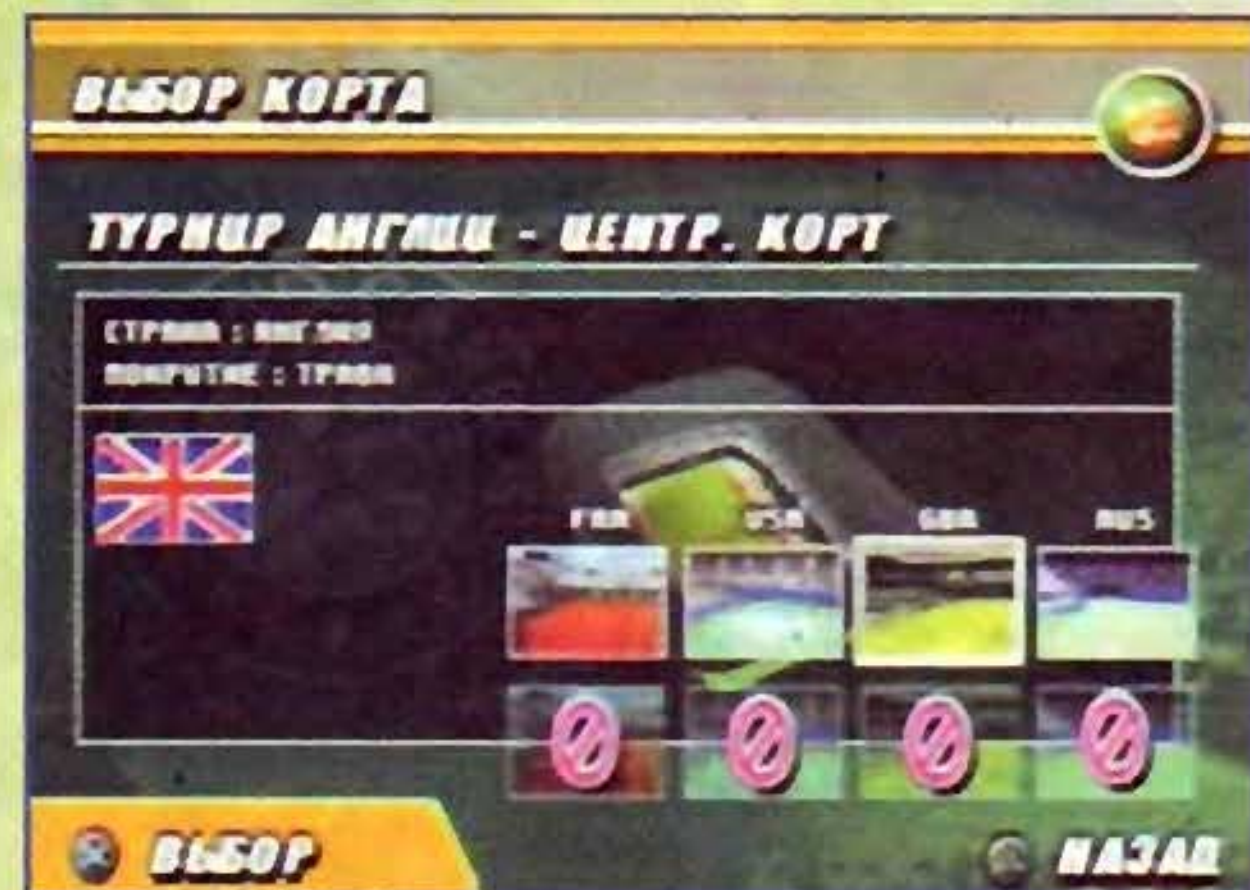 ВЫБОР КОРТА
ТУРНИР АНГЛИИ - ЦЕНТР. КОРТ
СТРАНА : АНГЛИЯ
ПОКРЫТИЕ : ТРАВА
FRA USA GBR AUS
ВЫБОР НАЗАД